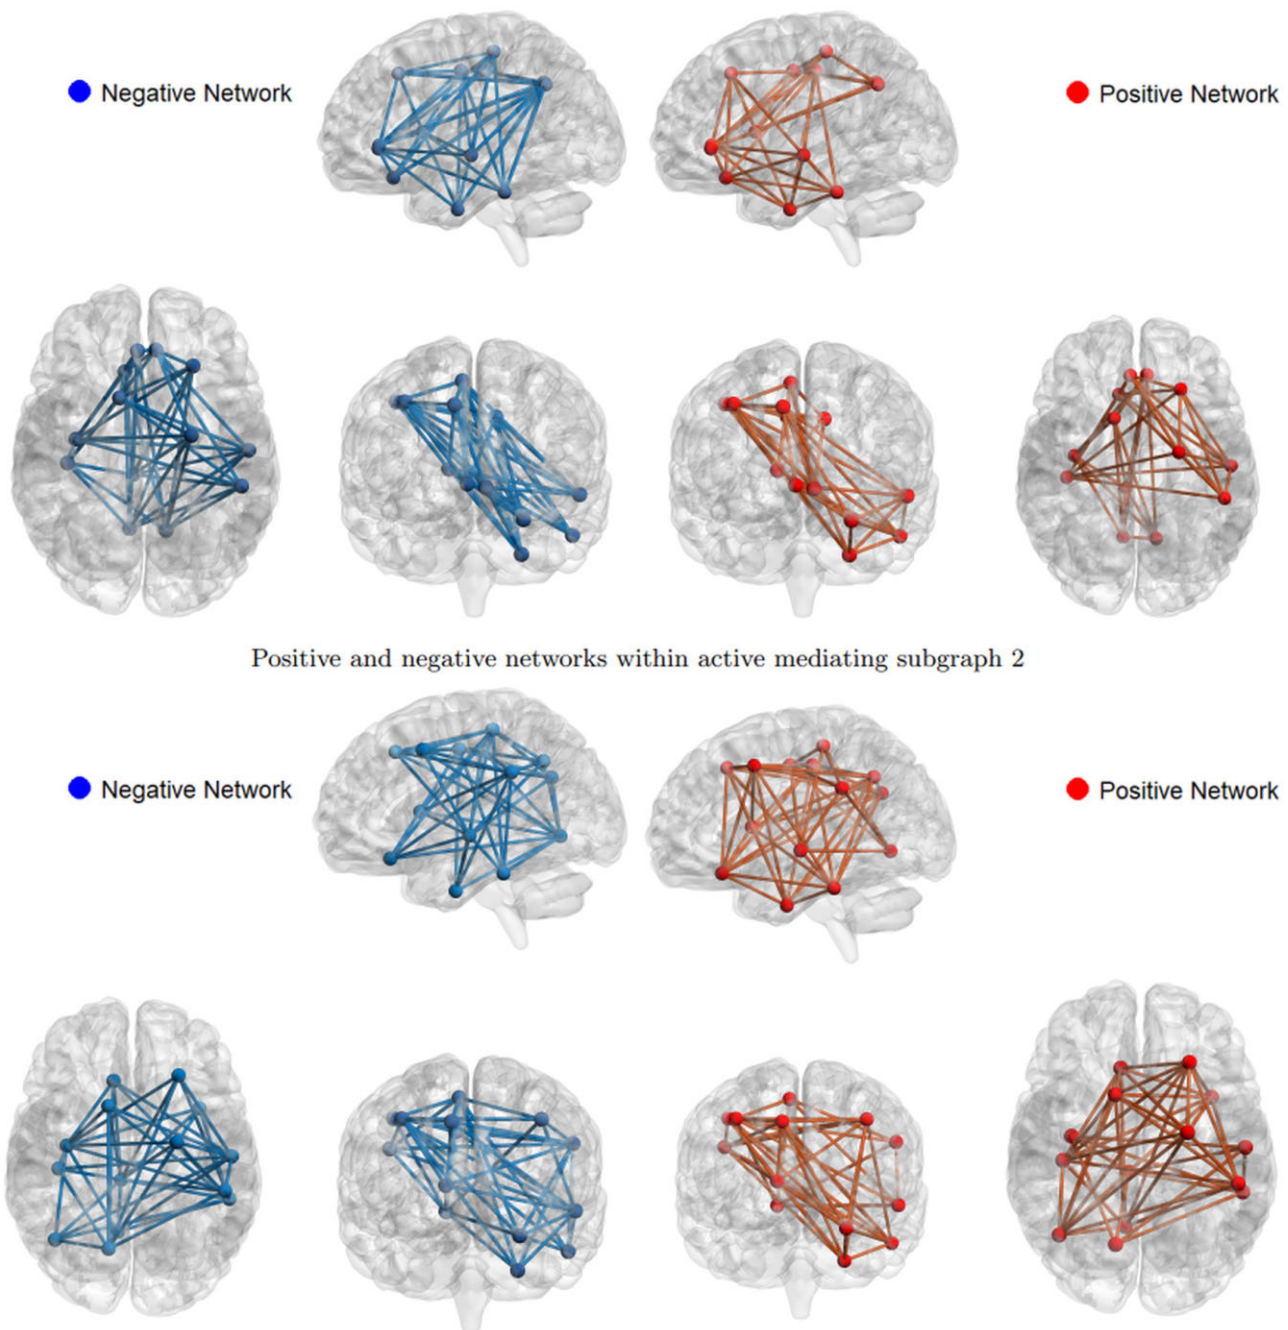 Negative Network
Positive Network
Positive and negative networks within active mediating subgraph 2
Negative Network
Positive Network